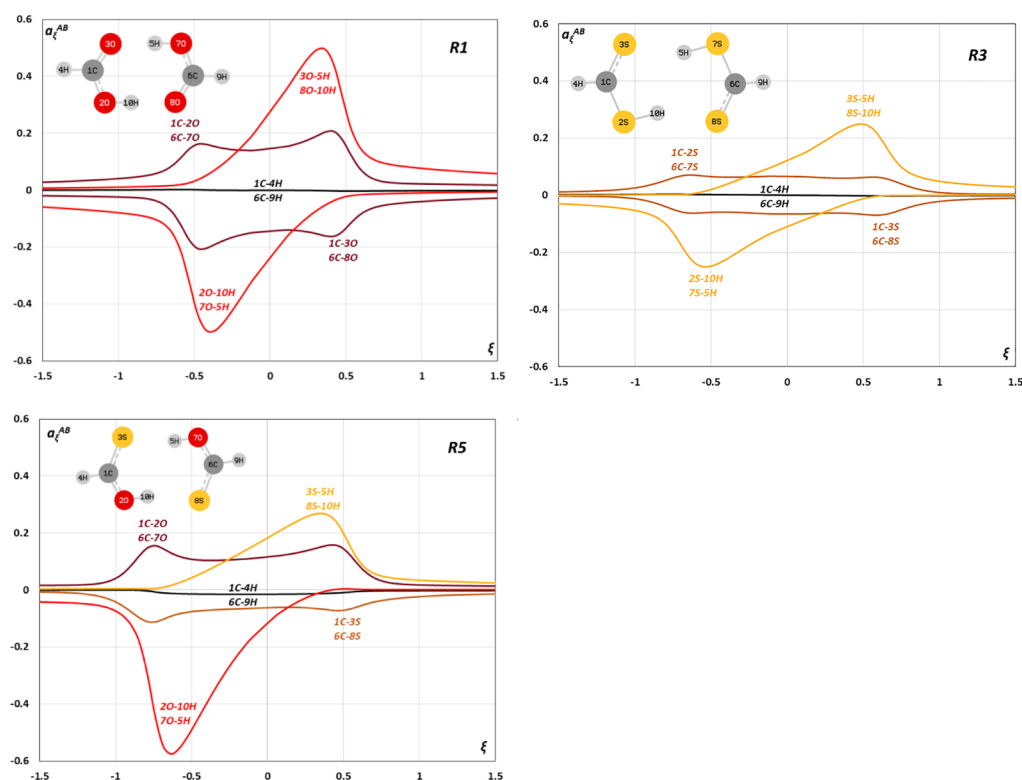 0.6
a_ξ^AB
R1
3O
5H
7O
4H
1C
6C
9H
2O
10H
8O
0.4
3O-5H
8O-10H
0.2
1C-2O
6C-7O
0
1C-4H
6C-9H
-0.2
1C-3O
6C-8O
2O-10H
7O-5H
-0.4
ξ
-0.6
-1.5 -1 -0.5 0 0.5 1 1.5
0.6
a_ξ^AB
R3
3S
7S
5H
4H
1C
6C
9H
10H
2S
8S
0.4
3S-5H
8S-10H
0.2
1C-2S
6C-7S
0
1C-4H
6C-9H
1C-3S
6C-8S
-0.2
2S-10H
7S-5H
-0.4
ξ
-0.6
-1.5 -1 -0.5 0 0.5 1 1.5
0.6
a_ξ^AB
R5
3S
5H
7O
4H
1C
6C
9H
2O
10H
8S
0.4
3S-5H
8S-10H
1C-2O
6C-7O
0.2
0
1C-4H
6C-9H
1C-3S
6C-8S
-0.2
2O-10H
7O-5H
-0.4
ξ
-0.6
-1.5 -1 -0.5 0 0.5 1 1.5